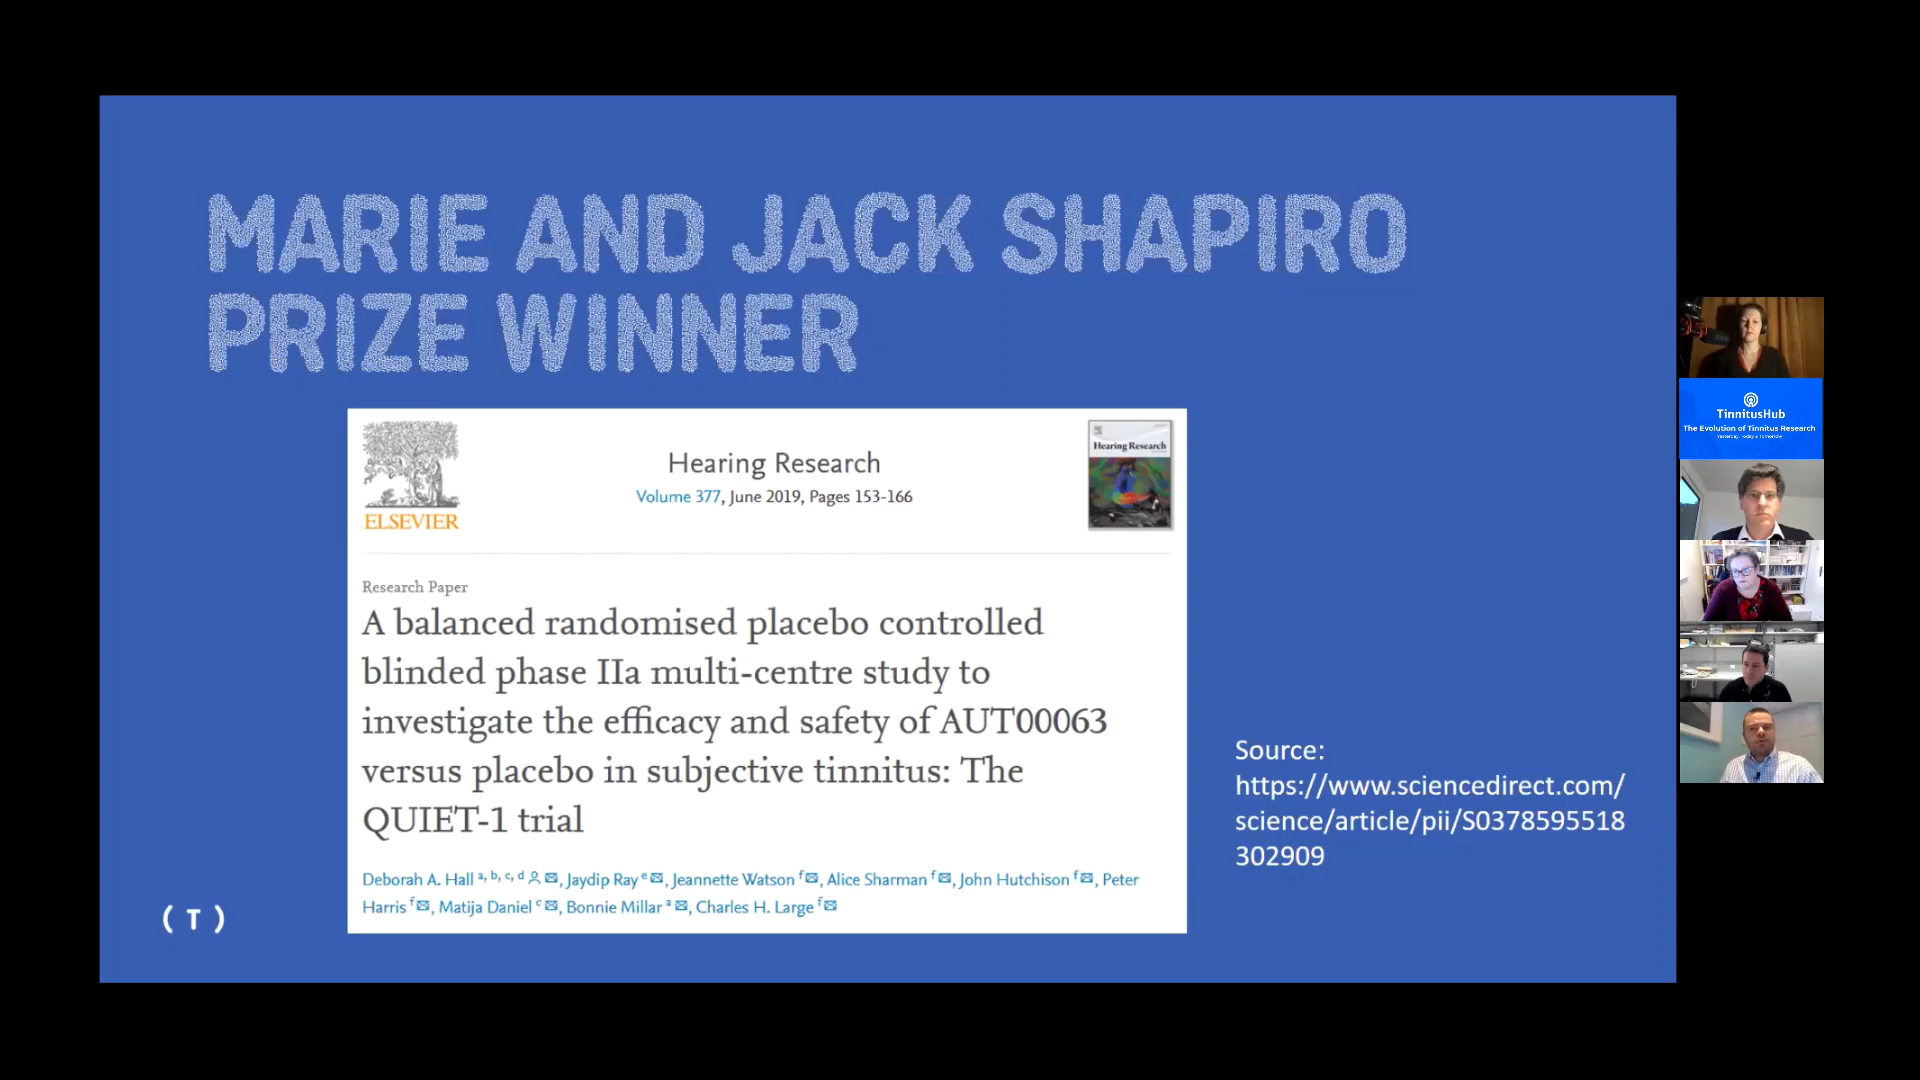 MARIE AND JACK SHAPIRO
PRIZE WINNER
ELSEVIER
Hearing Research
Volume 377, June 2019, Pages 153-166
Hearing Research
Research Paper
A balanced randomised placebo controlled
blinded phase IIa multi-centre study to
investigate the efficacy and safety of AUT00063
versus placebo in subjective tinnitus: The
QUIET-1 trial
Deborah A. Hall a, b, c, d, Jaydip Ray e, Jeannette Watson f, Alice Sharman f, John Hutchison f, Peter
Harris f, Matija Daniel c, Bonnie Millar a, Charles H. Large f
Source:
https://www.sciencedirect.com/
science/article/pii/S0378595518
302909
( T )
TinnitusHub
The Evolution of Tinnitus Research
Yesterday, Today & Tomorrow